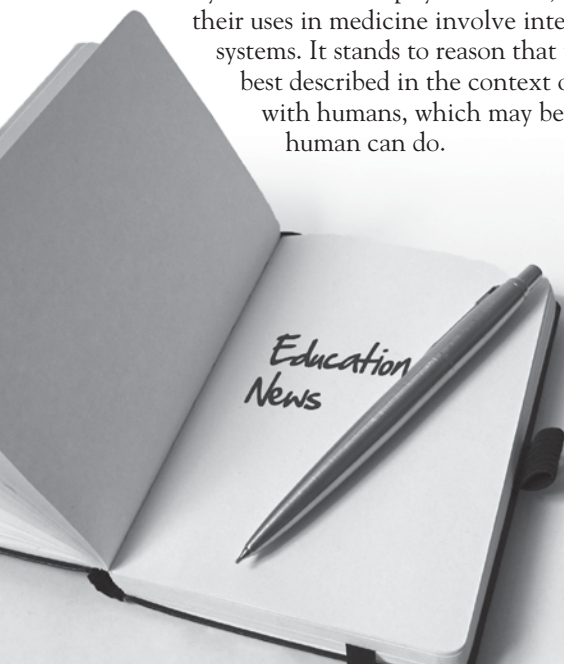 their uses in medicine involve inte
systems. It stands to reason that
best described in the context o
with humans, which may be
human can do.
Education
News